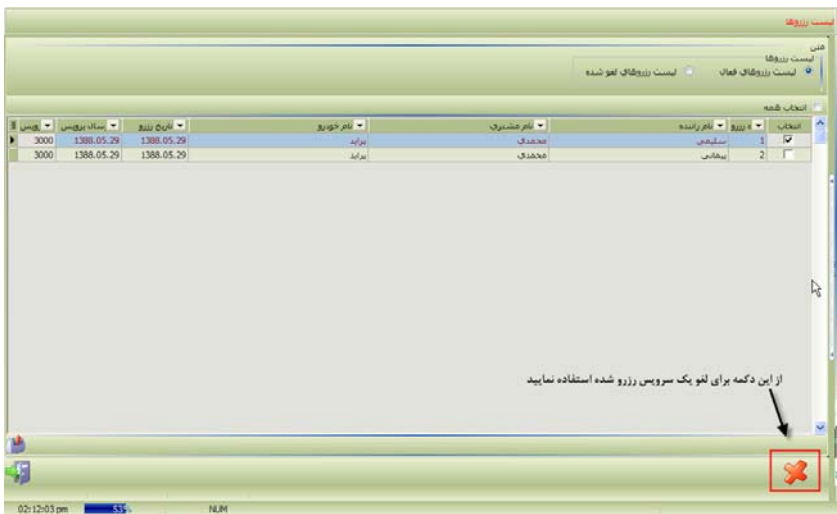 لیست رزروها
فنی
لیست رزروها
لیست رزروهای فعال
لیست رزروهای لغو شده
انتخاب همه
انتخاب رزرو نام راننده نام مشتری نام خودرو تاریخ رزرو
1 سلیمی محمدی پراید 1388.05.29 1388.05.29 3000
2 پیمانی محمدی پراید 1388.05.29 1388.05.29 3000
از این دکمه برای لغو یک سرویس رزرو شده استفاده نمایید
02:12:03 pm 53% NUM